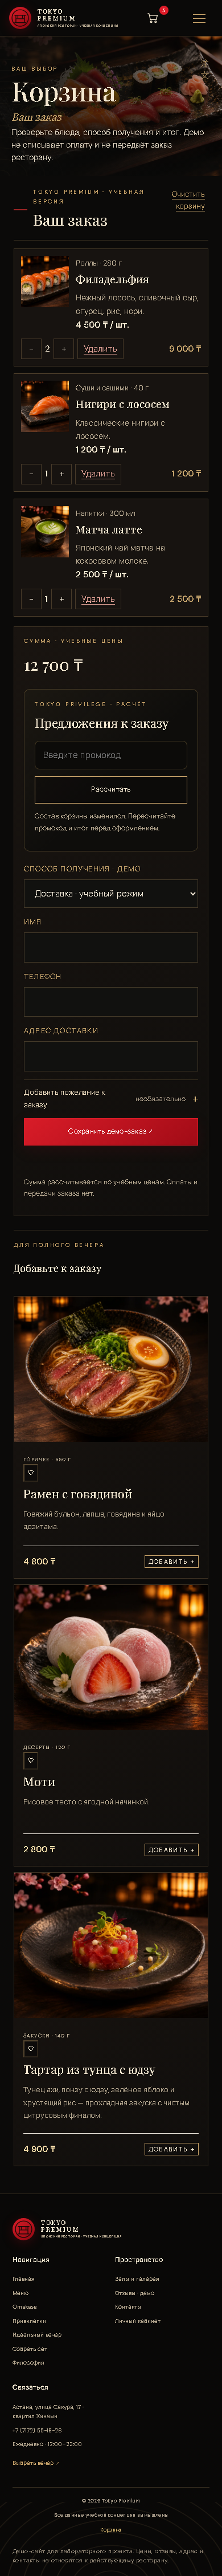 TOKYO
PREMIUM
ЯПОНСКИЙ РЕСТОРАН · УЧЕБНАЯ КОНЦЕПЦИЯ
4
ВАШ ВЫБОР
Корзина
Ваш заказ
Проверьте блюда, способ получения и итог. Демо
не списывает оплату и не передаёт заказ
ресторану.
TOKYO PREMIUM · УЧЕБНАЯ
ВЕРСИЯ
Ваш заказ
Очистить
корзину
Роллы · 280 г
Филадельфия
Нежный лосось, сливочный сыр,
огурец, рис, нори.
4 500 ₸ / шт.
− 2 + Удалить 9 000 ₸
Суши и сашими · 40 г
Нигири с лососем
Классические нигири с
лососем.
1 200 ₸ / шт.
− 1 + Удалить 1 200 ₸
Напитки · 300 мл
Матча латте
Японский чай матча на
кокосовом молоке.
2 500 ₸ / шт.
− 1 + Удалить 2 500 ₸
СУММА · УЧЕБНЫЕ ЦЕНЫ
12 700 ₸
TOKYO PRIVILEGE · РАСЧЁТ
Предложения к заказу
Введите промокод
Рассчитать
Состав корзины изменился. Пересчитайте
промокод и итог перед оформлением.
СПОСОБ ПОЛУЧЕНИЯ · ДЕМО
Доставка · учебный режим
ИМЯ
ТЕЛЕФОН
АДРЕС ДОСТАВКИ
Добавить пожелание к
заказу
необязательно +
Сохранить демо-заказ ↗
Сумма рассчитывается по учебным ценам. Оплаты и
передачи заказа нет.
ДЛЯ ПОЛНОГО ВЕЧЕРА
Добавьте к заказу
ГОРЯЧЕЕ · 550 Г
Рамен с говядиной
Говяжий бульон, лапша, говядина и яйцо
адзитама.
4 800 ₸ ДОБАВИТЬ +
ДЕСЕРТЫ · 120 Г
Моти
Рисовое тесто с ягодной начинкой.
2 800 ₸ ДОБАВИТЬ +
ЗАКУСКИ · 140 Г
Тартар из тунца с юдзу
Тунец ахи, понзу с юдзу, зелёное яблоко и
хрустящий рис — прохладная закуска с чистым
цитрусовым финалом.
4 900 ₸ ДОБАВИТЬ +
TOKYO
PREMIUM
ЯПОНСКИЙ РЕСТОРАН · УЧЕБНАЯ КОНЦЕПЦИЯ
Навигация
Главная
Меню
Omakase
Привилегии
Идеальный вечер
Собрать сет
Философия
Пространство
Залы и галерея
Отзывы · демо
Контакты
Личный кабинет
Связаться
Астана, улица Сакура, 17 ·
квартал Ханами
+7 (7172) 55-18-26
Ежедневно · 12:00–23:00
Выбрать вечер ↗
© 2026 Tokyo Premium
Все данные учебной концепции вымышлены
Корзина
Демо-сайт для лабораторного проекта. Цены, отзывы, адрес и
контакты не относятся к действующему ресторану.